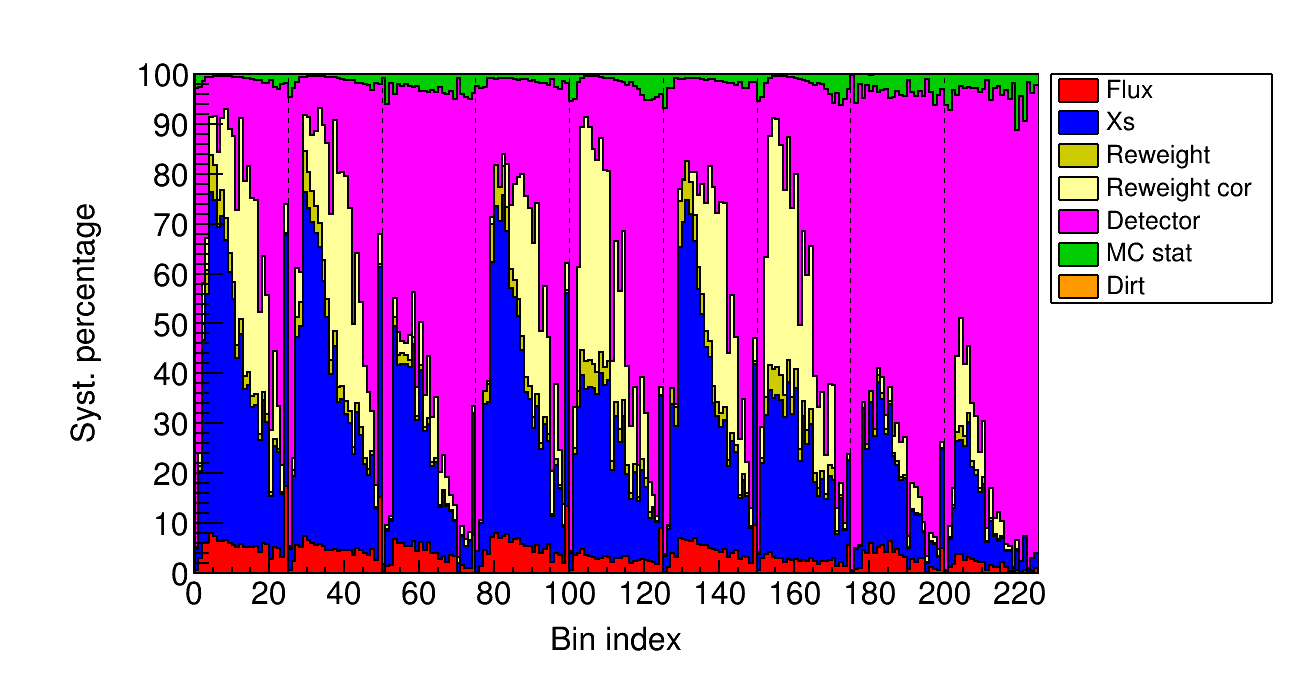 Syst. percentage
100
90
80
70
60
50
40
30
20
10
0
0 20 40 60 80 100 120 140 160 180 200 220
Bin index
Flux
Xs
Reweight
Reweight cor
Detector
MC stat
Dirt